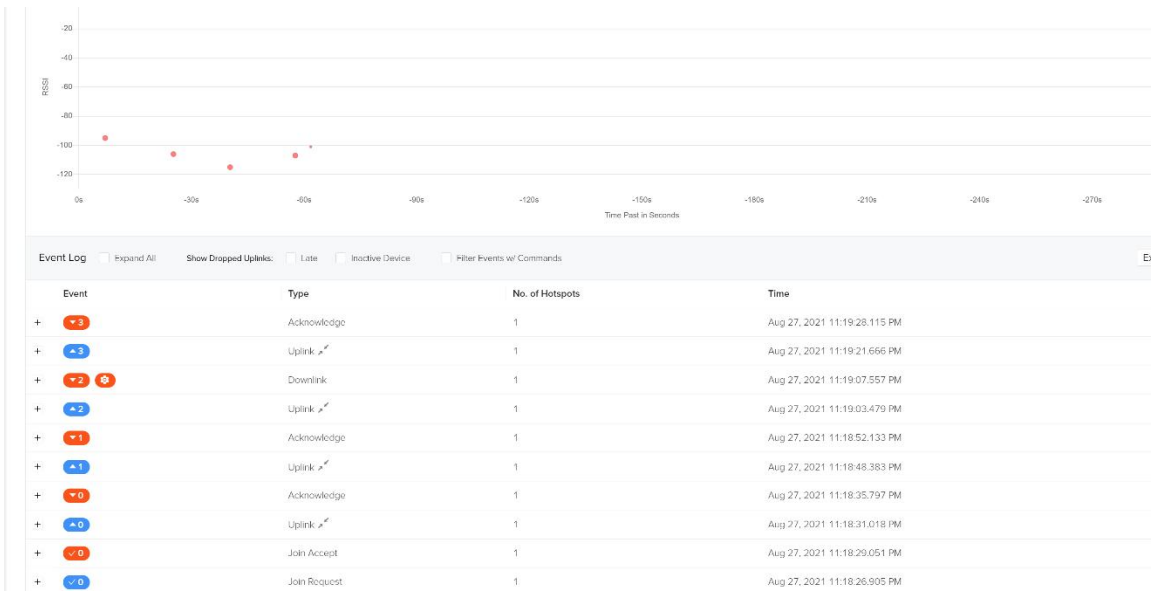 -20
-40
RSSI
-60
-80
-100
-120
0s -30s -60s -90s -120s -150s -180s -210s -240s -270s
Time Past in Seconds
Event Log Expand All Show Dropped Uplinks: Late Inactive Device Filter Events w/ Commands Ex
Event Type No. of Hotspots Time
+ 3 Acknowledge 1 Aug 27, 2021 11:19:28.115 PM
+ 3 Uplink 1 Aug 27, 2021 11:19:21.666 PM
+ 2 Downlink 1 Aug 27, 2021 11:19:07.557 PM
+ 2 Uplink 1 Aug 27, 2021 11:19:03.479 PM
+ 1 Acknowledge 1 Aug 27, 2021 11:18:52.133 PM
+ 1 Uplink 1 Aug 27, 2021 11:18:48.383 PM
+ 0 Acknowledge 1 Aug 27, 2021 11:18:35.797 PM
+ 0 Uplink 1 Aug 27, 2021 11:18:31.018 PM
+ 0 Join Accept 1 Aug 27, 2021 11:18:29.051 PM
+ 0 Join Request 1 Aug 27, 2021 11:18:26.905 PM